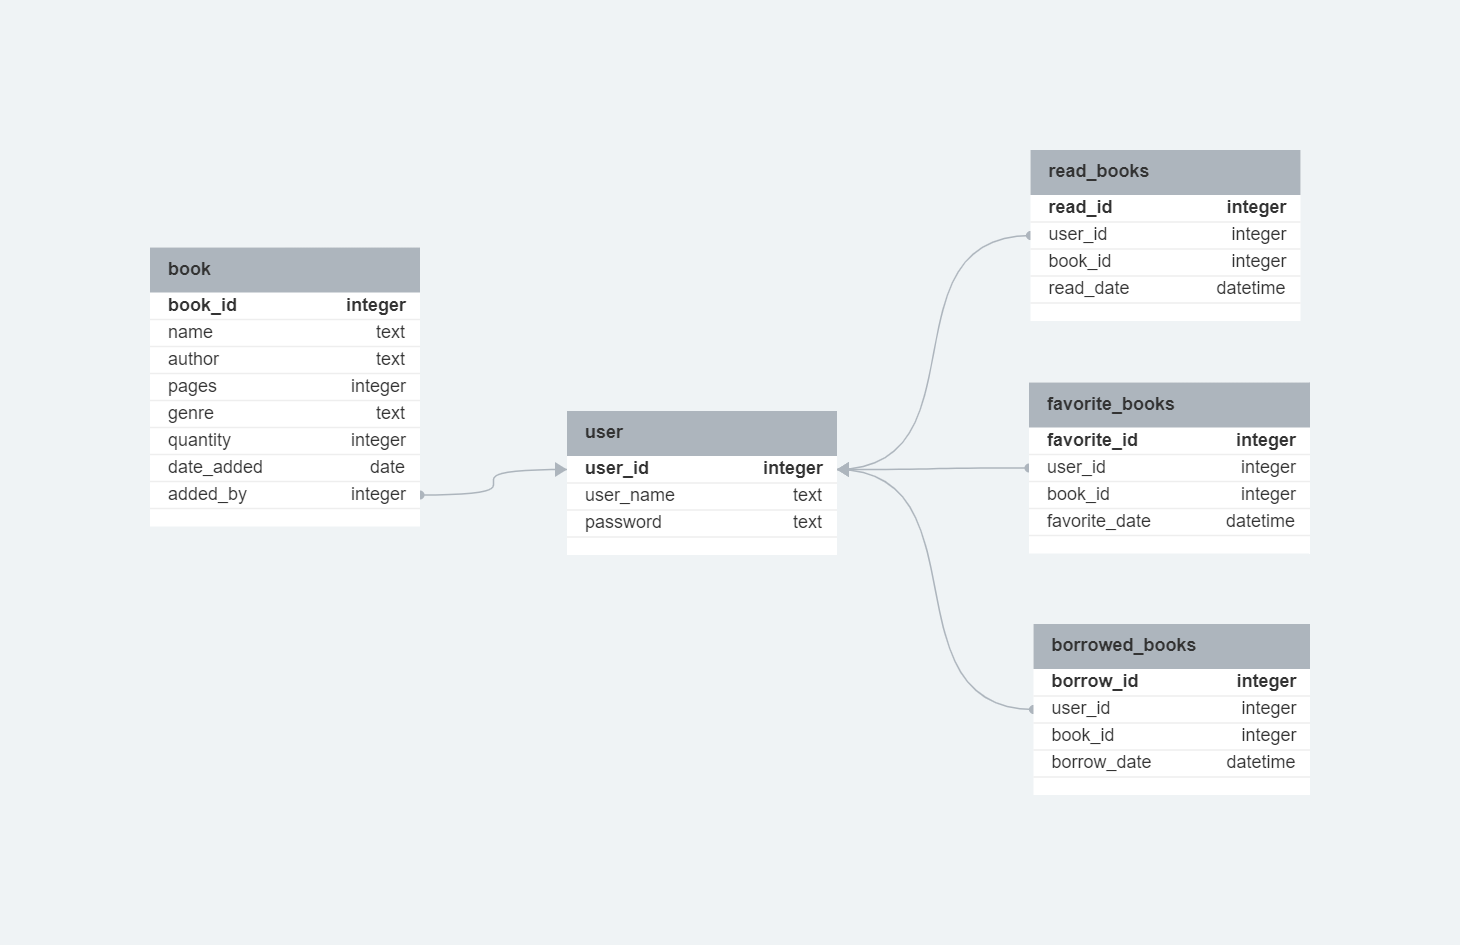 book
book_id integer
name text
author text
pages integer
genre text
quantity integer
date_added date
added_by integer
user
user_id integer
user_name text
password text
read_books
read_id integer
user_id integer
book_id integer
read_date datetime
favorite_books
favorite_id integer
user_id integer
book_id integer
favorite_date datetime
borrowed_books
borrow_id integer
user_id integer
book_id integer
borrow_date datetime